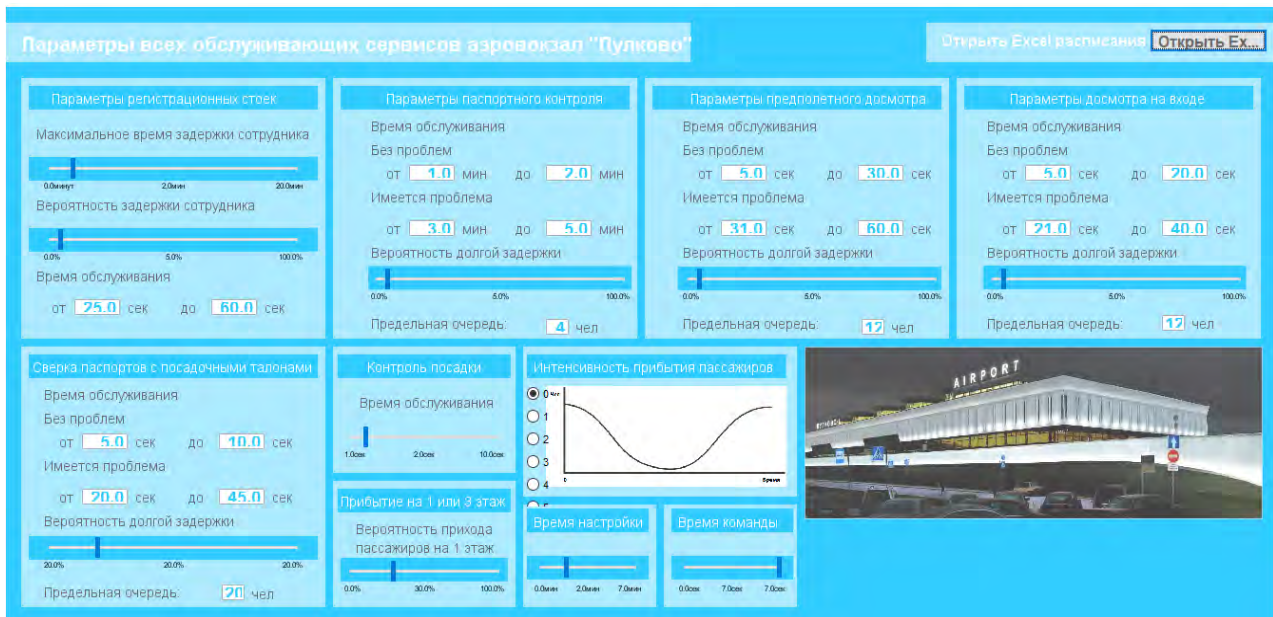 Параметры всех обслуживающих сервисов аэровокзал "Пулково"
Открыть Excel расписания
Открыть Ex...
Параметры регистрационных стоек
Максимальное время задержки сотрудника
0.0минут 2.0мин 20.0мин
Вероятность задержки сотрудника
0.0% 5.0% 100.0%
Время обслуживания
от 25.0 сек до 60.0 сек
Параметры паспортного контроля
Время обслуживания
Без проблем
от 1.0 мин до 2.0 мин
Имеется проблема
от 3.0 мин до 5.0 мин
Вероятность долгой задержки
0.0% 5.0% 100.0%
Предельная очередь: 4 чел
Параметры предполетного досмотра
Время обслуживания
Без проблем
от 5.0 сек до 30.0 сек
Имеется проблема
от 31.0 сек до 60.0 сек
Вероятность долгой задержки
0.0% 5.0% 100.0%
Предельная очередь: 12 чел
Параметры досмотра на входе
Время обслуживания
Без проблем
от 5.0 сек до 20.0 сек
Имеется проблема
от 21.0 сек до 40.0 сек
Вероятность долгой задержки
0.0% 5.0% 100.0%
Предельная очередь: 12 чел
Сверка паспортов с посадочными талонами
Время обслуживания
Без проблем
от 5.0 сек до 10.0 сек
Имеется проблема
от 20.0 сек до 45.0 сек
Вероятность долгой задержки
20.0% 20.0% 20.0%
Предельная очередь: 20 чел
Контроль посадки
Время обслуживания
1.0сек 2.0сек 10.0сек
Прибытие на 1 или 3 этаж
Вероятность прихода
пассажиров на 1 этаж
0.0% 30.0% 100.0%
Интенсивность прибытия пассажиров
0
1
2
3
4
0 Время
Время настройки
0.0мин 2.0мин 7.0мин
Время команды
0.0сек 7.0сек 7.0сек
AIRPORT